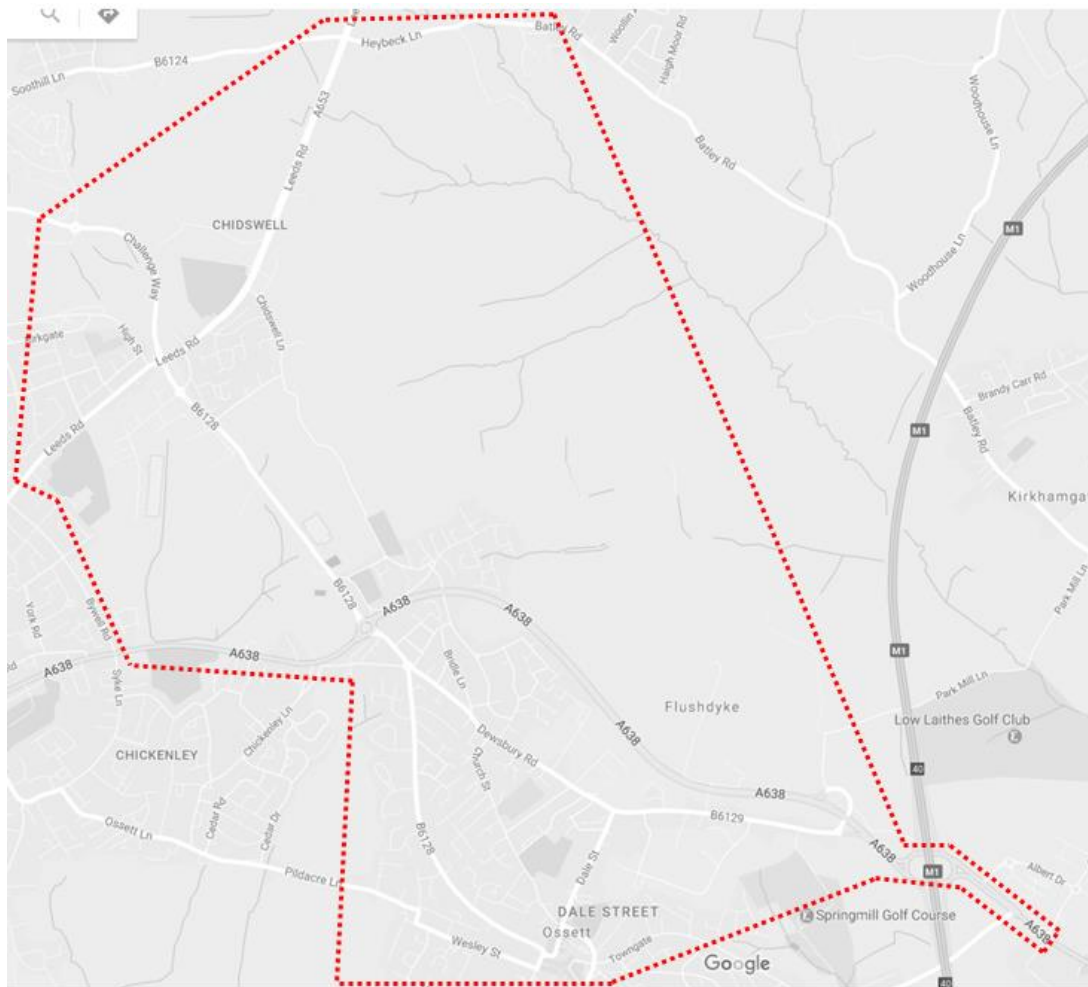 Lee
Heybeck Ln
Batley Rd
Woollin
Haigh Moor Rd
B6124
Soothill Ln
A653
Leeds Rd
Batley Rd
Woodhouse Ln
CHIDSWELL
Challenge Way
M1
Woodhouse Ln
Chidswell Ln
High St
Leeds Rd
Brandy Carr Rd
B6128
Leeds Rd
M1
Batley Rd
Kirkhamga
B6128
A638
A638
Park Mill Ln
York Rd
Bywell Rd
A638
A638
M1
Syke Ln
Bridle Ln
Park Mill Ln
Flushdyke
Low Laithes Golf Club
Chickenley Ln
A638
CHICKENLEY
Dewsbury Rd
Church St
40
A638
Cedar Rd
Cedar Dr
B6129
Ossett Ln
B6128
A638
Dale St
Pildacre Ln
M1
Albert Dr
DALE STREET
Ossett
Springmill Golf Course
A638
Wesley St
Towngate
Google
40